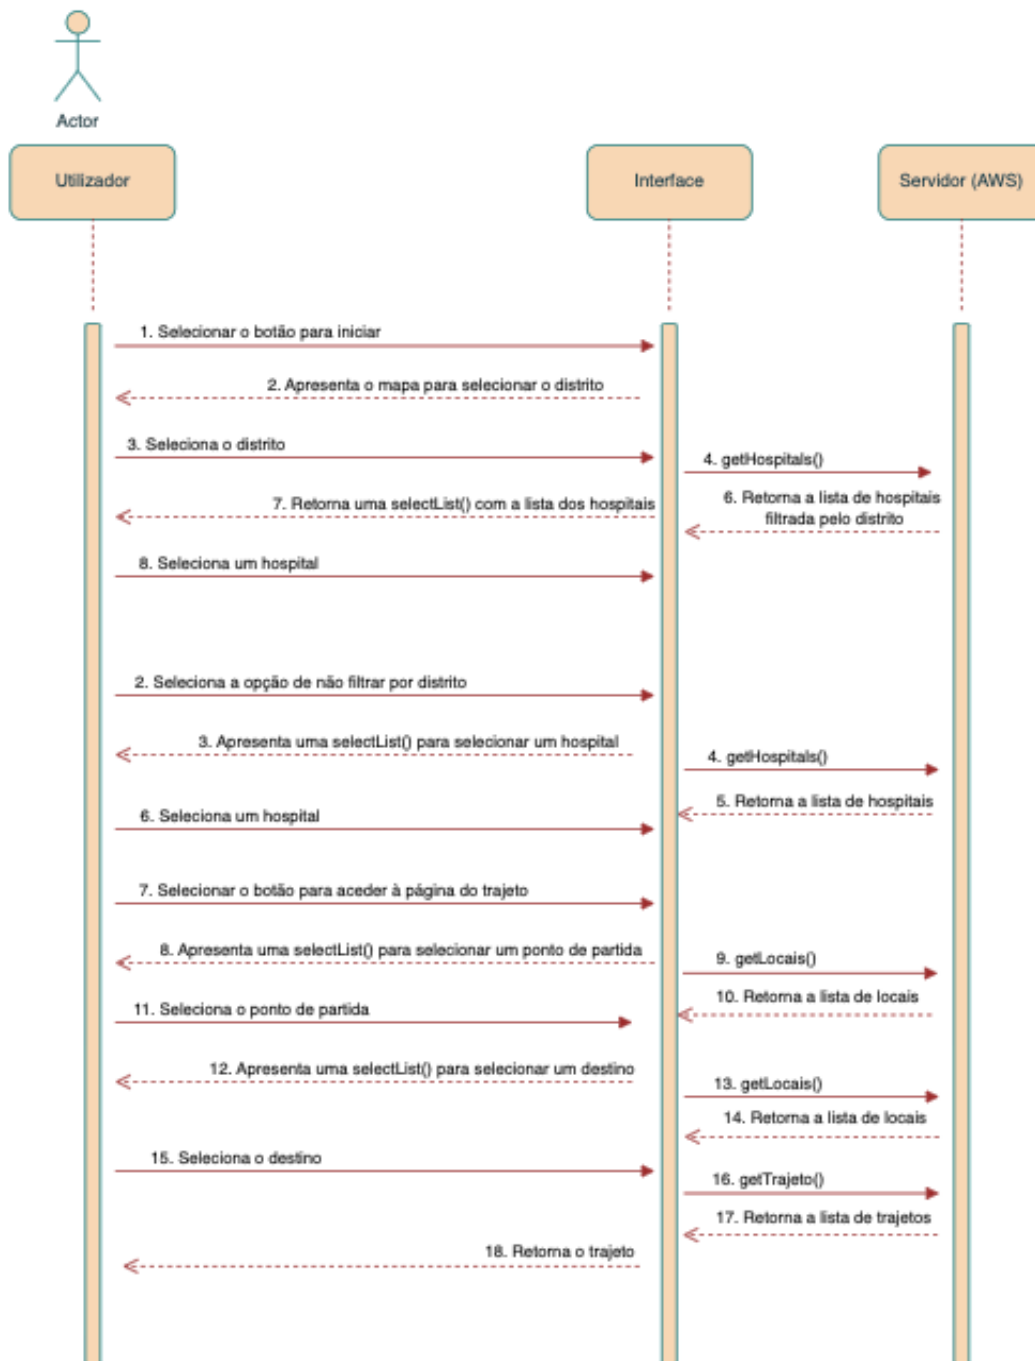 Actor
Utilizador
Interface
Servidor (AWS)
1. Selecionar o botão para iniciar
2. Apresenta o mapa para selecionar o distrito
3. Seleciona o distrito
4. getHospitals()
6. Retorna a lista de hospitais
filtrada pelo distrito
7. Retorna uma selectList() com a lista dos hospitais
8. Seleciona um hospital
2. Seleciona a opção de não filtrar por distrito
3. Apresenta uma selectList() para selecionar um hospital
4. getHospitals()
5. Retorna a lista de hospitais
6. Seleciona um hospital
7. Selecionar o botão para aceder à página do trajeto
8. Apresenta uma selectList() para selecionar um ponto de partida
9. getLocais()
10. Retorna a lista de locais
11. Seleciona o ponto de partida
12. Apresenta uma selectList() para selecionar um destino
13. getLocais()
14. Retorna a lista de locais
15. Seleciona o destino
16. getTrajeto()
17. Retorna a lista de trajetos
18. Retorna o trajeto